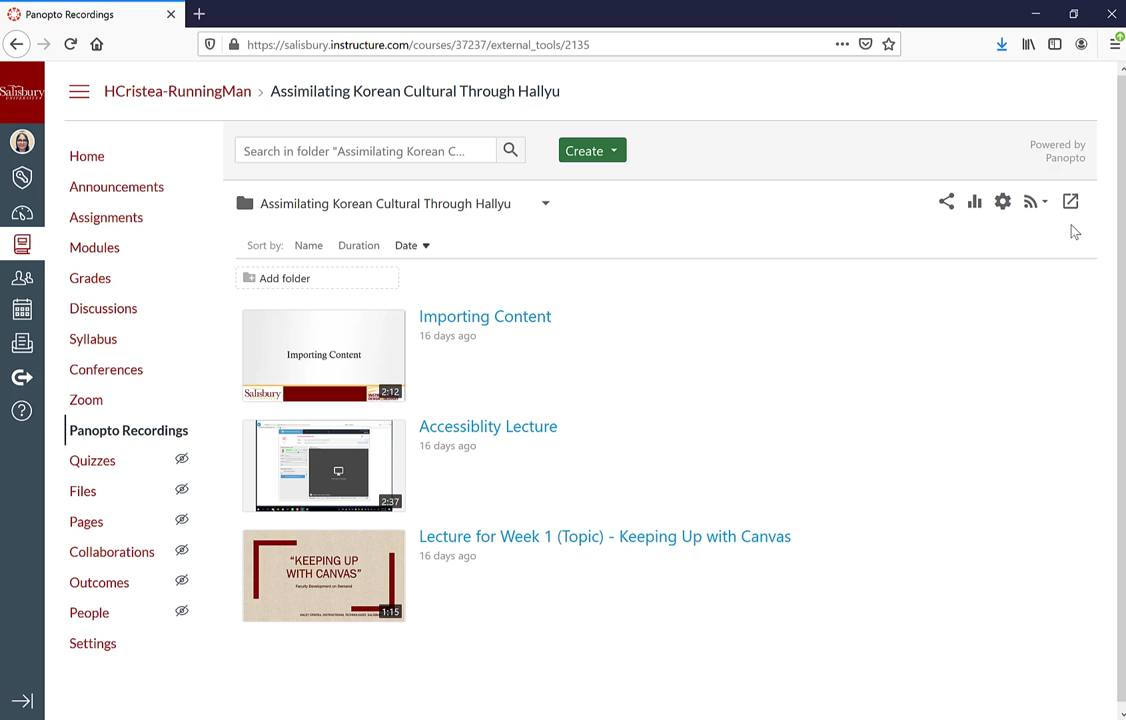 Panopto Recordings
https://salisbury.instructure.com/courses/37237/external_tools/2135
Salisbury
UNIVERSITY
HCristea-RunningMan > Assimilating Korean Cultural Through Hallyu
Home
Announcements
Assignments
Modules
Grades
Discussions
Syllabus
Conferences
Zoom
Panopto Recordings
Quizzes
Files
Pages
Collaborations
Outcomes
People
Settings
Search in folder "Assimilating Korean C...
Create
Powered by
Panopto
Assimilating Korean Cultural Through Hallyu
Sort by: Name Duration Date
Add folder
Importing Content
Salisbury
2:12
Importing Content
16 days ago
2:37
Accessiblity Lecture
16 days ago
"KEEPING UP
WITH CANVAS"
Faculty Development on Demand
1:15
Lecture for Week 1 (Topic) - Keeping Up with Canvas
16 days ago